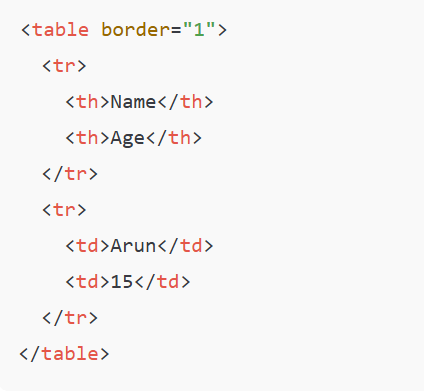 <table border="1">
  <tr>
    <th>Name</th>
    <th>Age</th>
  </tr>
  <tr>
    <td>Arun</td>
    <td>15</td>
  </tr>
</table>